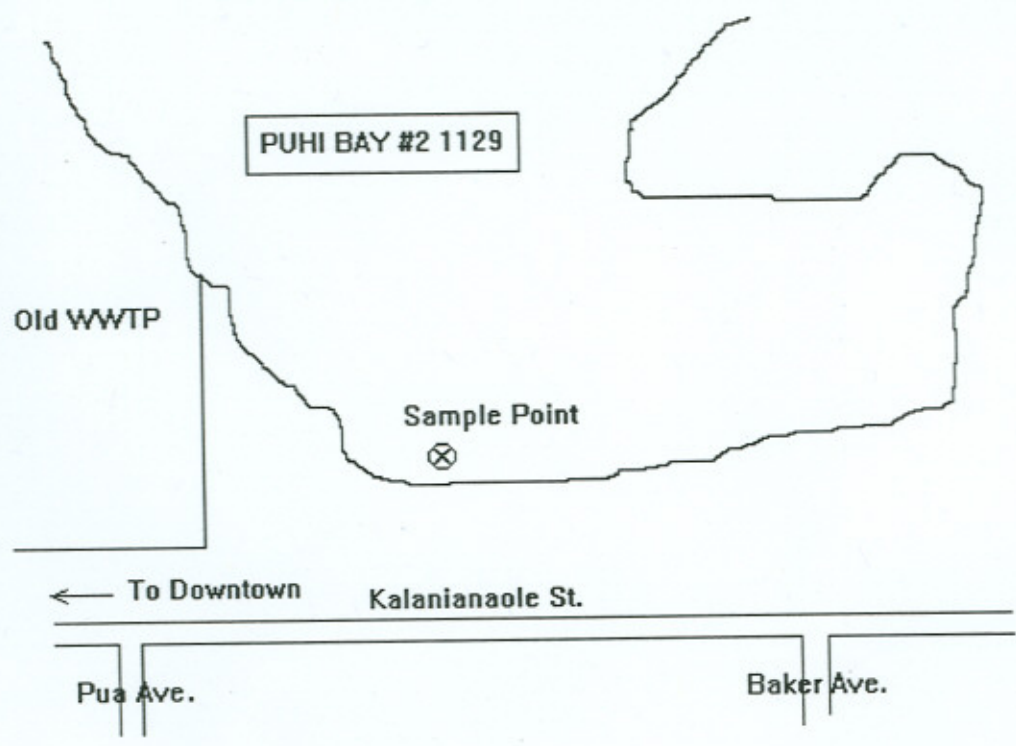 PUHI BAY #2 1129
Old WWTP
Sample Point
To Downtown
Kalanianaole St.
Pua Ave.
Baker Ave.